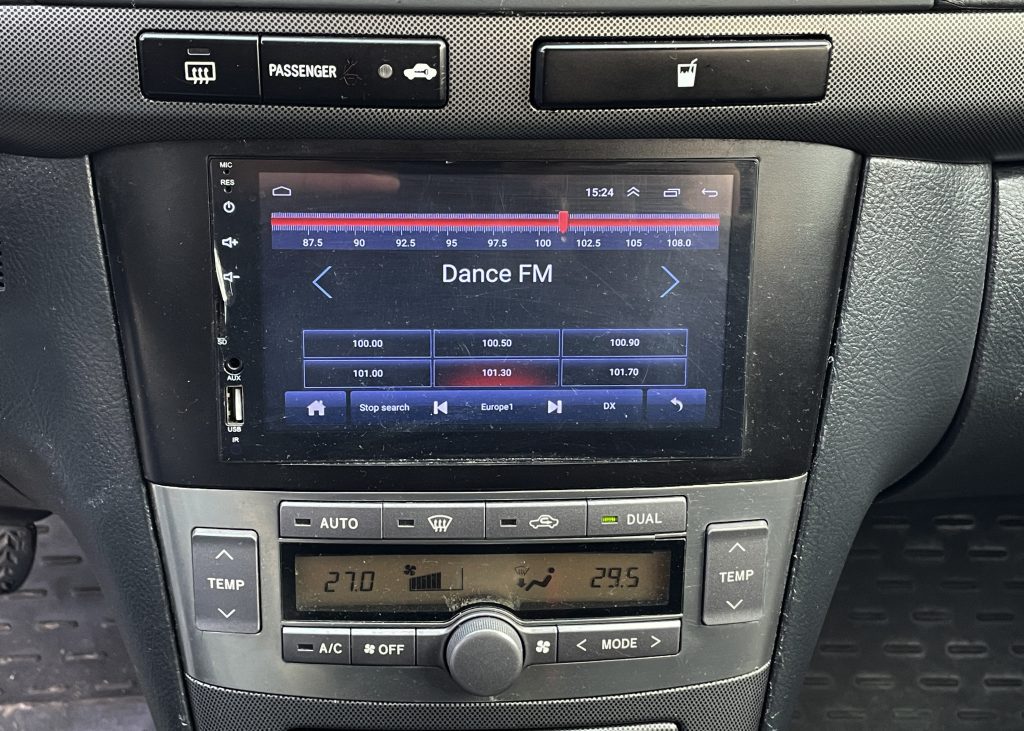 PASSENGER
MIC
RES
15:24
87.5 90 92.5 95 97.5 100 102.5 105 108.0
Dance FM
100.00 100.50 100.90
SD
101.00 101.30 101.70
AUX
Stop search Europe1 DX
USB
IR
AUTO DUAL
27.0 29.5
TEMP TEMP
A/C OFF < MODE >